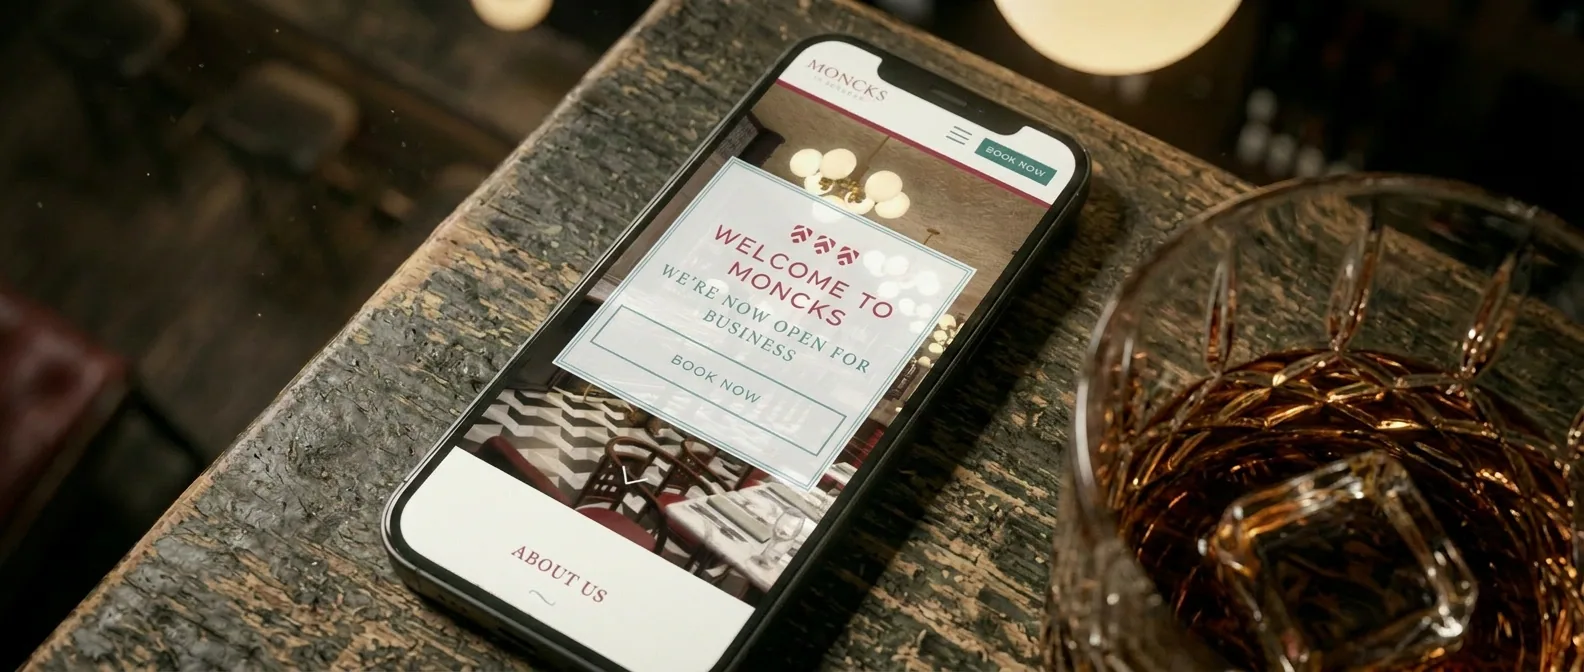 MONCKS
BOOK NOW
WELCOME TO
MONCKS
WE'RE NOW OPEN FOR
BUSINESS
BOOK NOW
ABOUT US